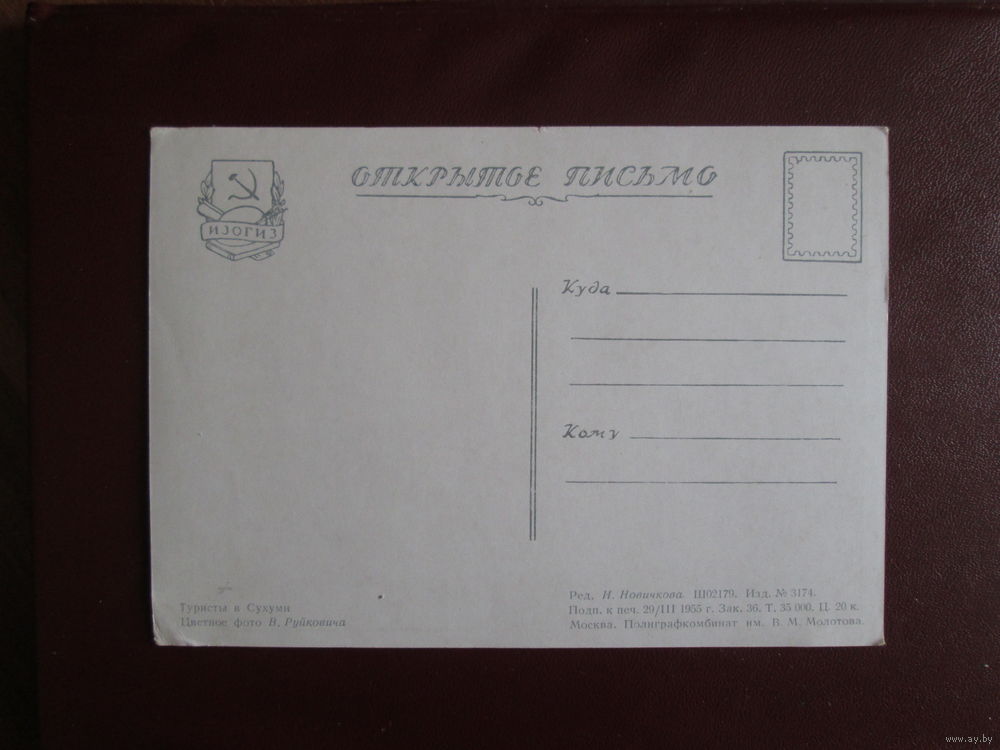 ОТКРЫТОЕ ПИСЬМО
ИЗОГИЗ
Куда
Кому
Туристы в Сухуми
Цветное фото В. Руйковича
Ред. И. Новичкова. Ш02179. Изд. № 3174.
Подп. к печ. 29/III 1955 г. Зак. 36. Т. 35 000. Ц. 20 к.
Москва. Полиграфкомбинат им. В. М. Молотова.
www.ay.by